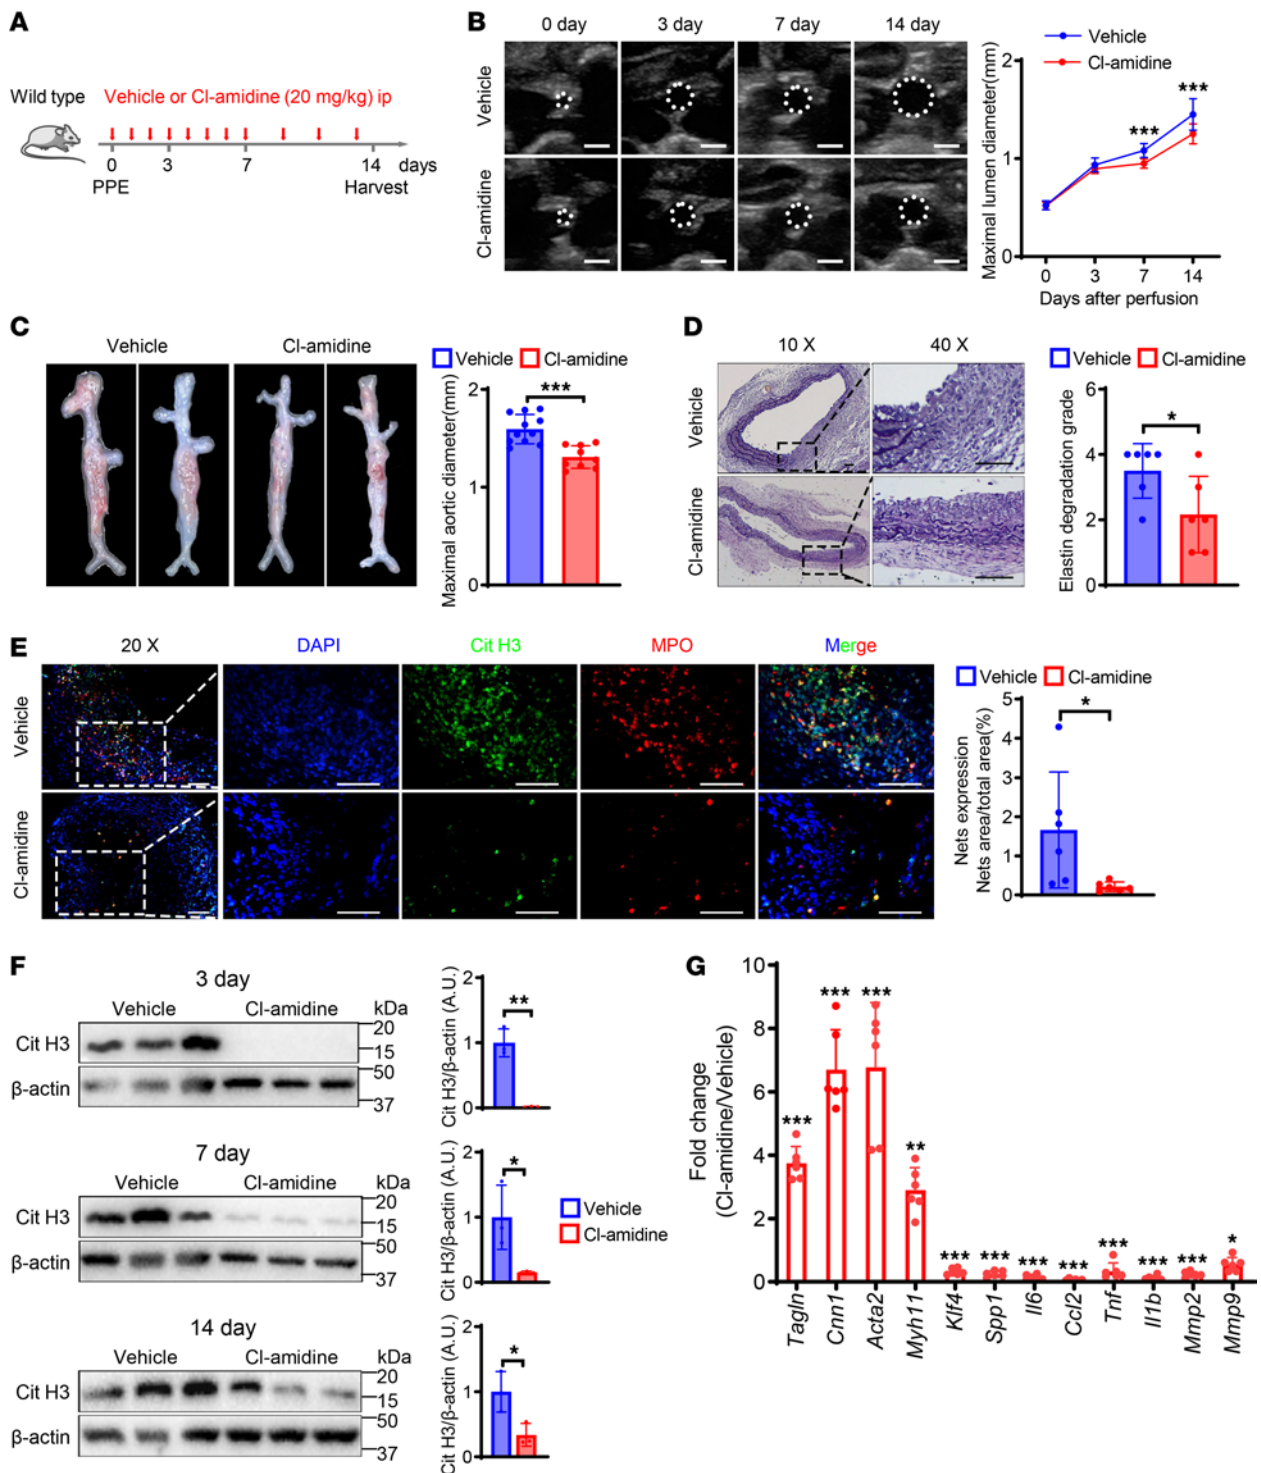 A
Wild type
Vehicle or Cl-amidine (20 mg/kg) ip
0 3 7 14 days
PPE Harvest
B
0 day 3 day 7 day 14 day
Vehicle
Cl-amidine
Vehicle
Cl-amidine
Maximal lumen diameter(mm)
2
1
0
***
***
0 3 7 14
Days after perfusion
C
Vehicle Cl-amidine
Vehicle Cl-amidine
Maximal aortic diameter(mm)
2
1
0
***
D
10 X 40 X
Vehicle
Cl-amidine
Vehicle Cl-amidine
Elastin degradation grade
6
4
2
0
*
E
20 X DAPI Cit H3 MPO Merge
Vehicle
Cl-amidine
Vehicle Cl-amidine
Nets expression
Nets area/total area(%)
5
4
3
2
1
0
*
F
3 day
Vehicle Cl-amidine kDa
Cit H3
20
15
β-actin
50
37
Cit H3/β-actin (A.U.)
2
1
0
**
7 day
Vehicle Cl-amidine kDa
Cit H3
20
15
β-actin
50
37
Cit H3/β-actin (A.U.)
2
1
0
*
Vehicle
Cl-amidine
14 day
Vehicle Cl-amidine kDa
Cit H3
20
15
β-actin
50
37
Cit H3/β-actin (A.U.)
2
1
0
*
G
Fold change
(Cl-amidine/Vehicle)
10
8
6
4
2
0
*** *** *** ** *** *** *** *** *** *** *** *
Tagln Cnn1 Acta2 Myh11 Klf4 Spp1 Il6 Ccl2 Tnf Il1b Mmp2 Mmp9